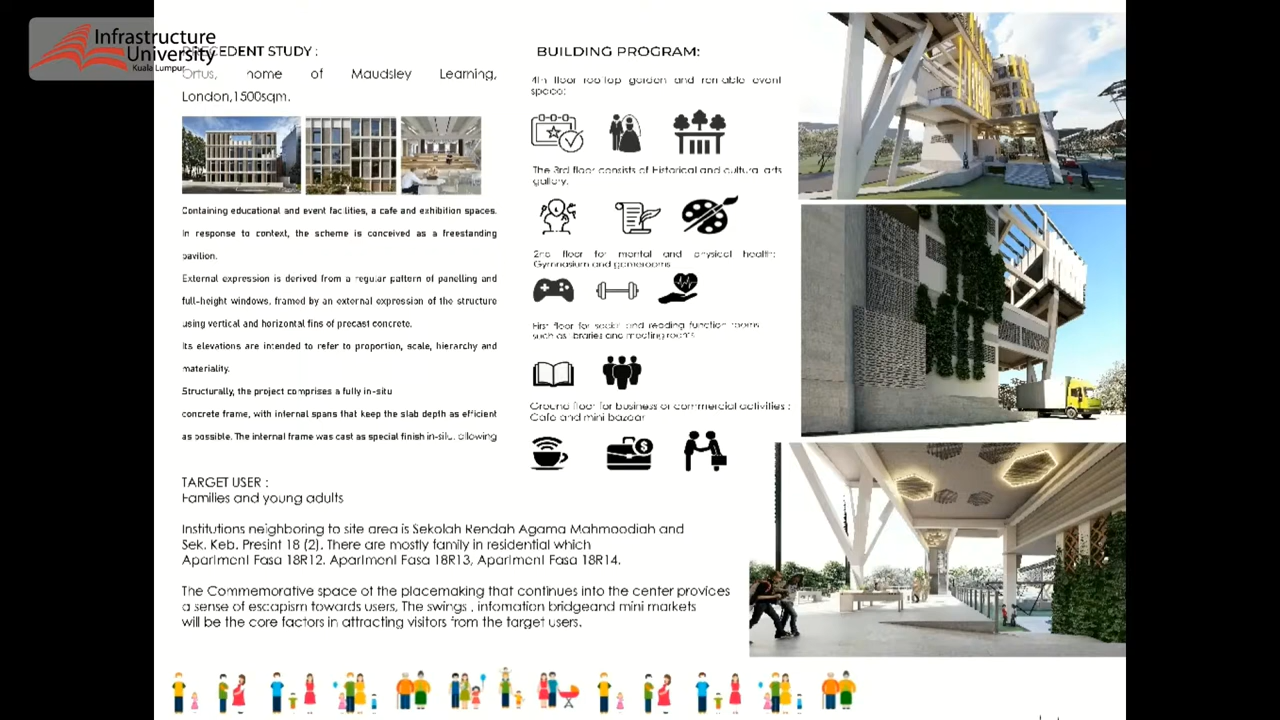 Infrastructure
University
Kuala Lumpur
PRECEDENT STUDY :
Ortus, home of Maudsley Learning,
London,1500sqm.
Containing educational and event facilities, a cafe and exhibition spaces.
In response to context, the scheme is conceived as a freestanding
pavilion.
External expression is derived from a regular pattern of panelling and
full-height windows, framed by an external expression of the structure
using vertical and horizontal fins of precast concrete.
Its elevations are intended to refer to proportion, scale, hierarchy and
materiality.
Structurally, the project comprises a fully in-situ
concrete frame, with internal spans that keep the slab depth as efficient
as possible. The internal frame was cast as special finish in-situ, allowing
TARGET USER :
Families and young adults
Institutions neighboring to site area is Sekolah Rendah Agama Mahmoodiah and
Sek. Keb. Presint 18 (2). There are mostly family in residential which
Apartment Fasa 18R12, Apartment Fasa 18R13, Apartment Fasa 18R14.
The Commemorative space of the placemaking that continues into the center provides
a sense of escapism towards users, The swings , infomation bridgeand mini markets
will be the core factors in attracting visitors from the target users.
BUILDING PROGRAM:
4th floor rooftop garden and rentable event
space:
The 3rd floor consists of Historical and cultural arts
gallery:
2nd floor for mental and physical health:
Gymnasium and gamerooms
First floor for social and reading function rooms
such as libraries and meeting rooms
Ground floor for business or commercial activities :
Cafe and mini bazaar